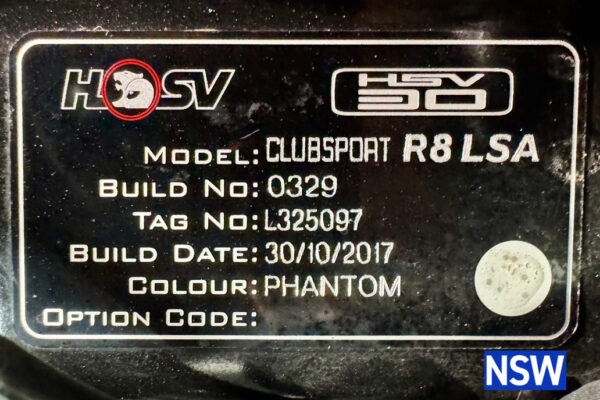 HSV
HSV 30
MODEL: CLUBSPORT R8 LSA
BUILD NO: 0329
TAG NO: L325097
BUILD DATE: 30/10/2017
COLOUR: PHANTOM
OPTION CODE:
NSW